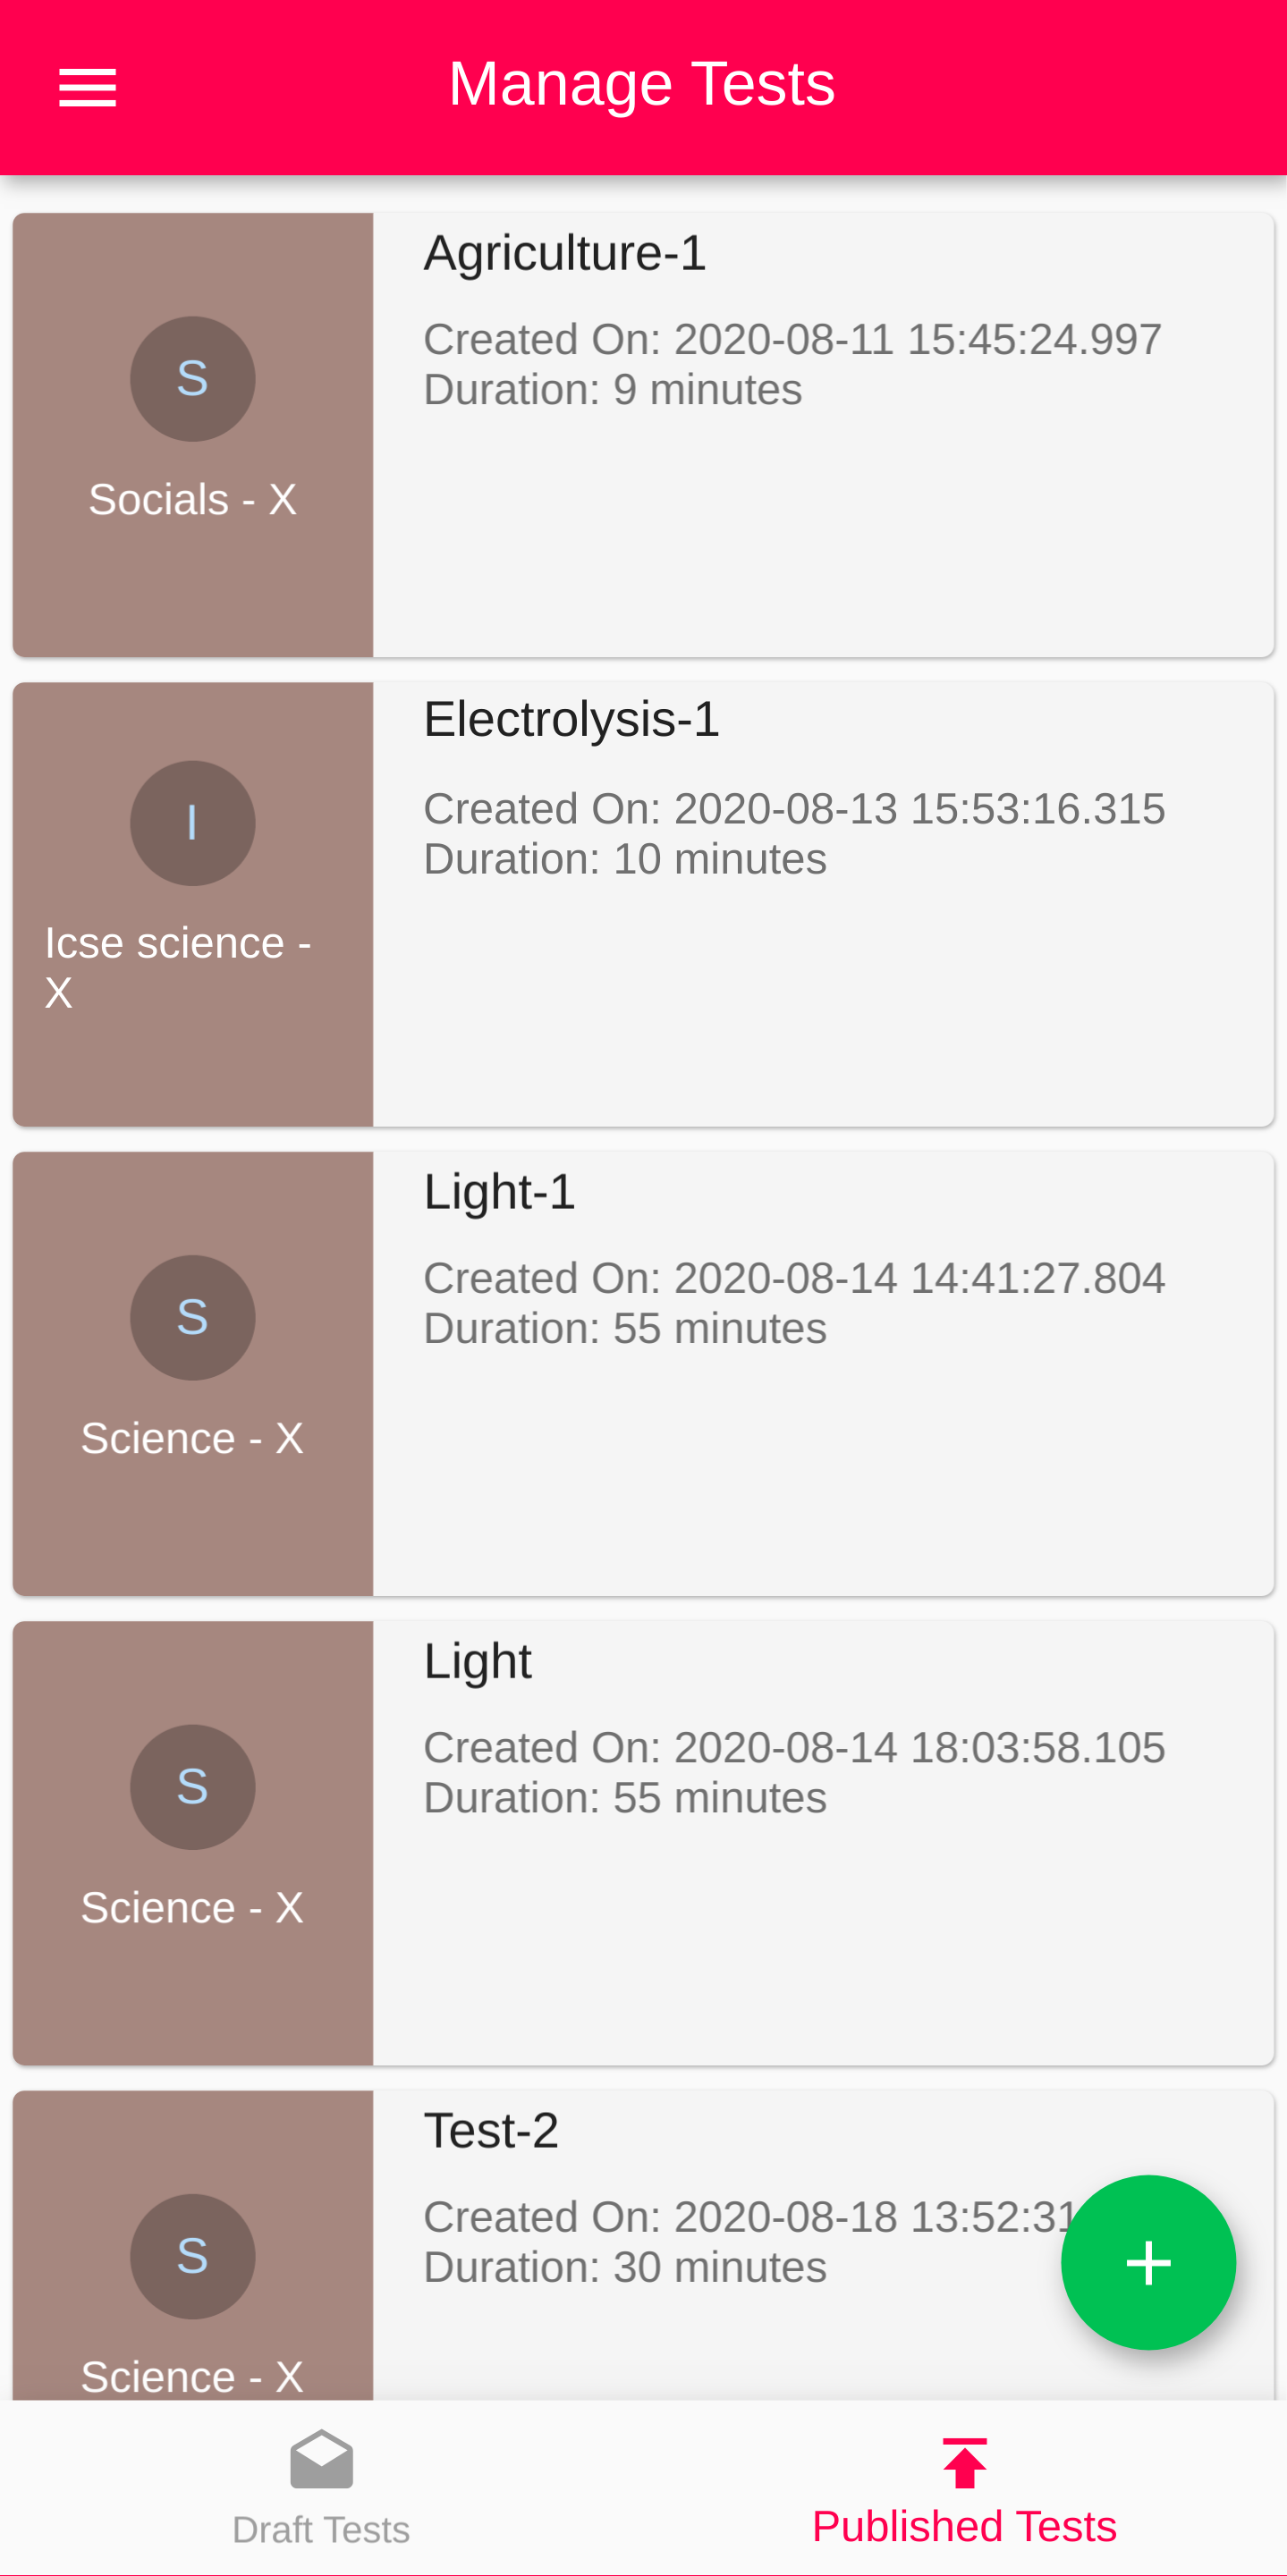 Manage Tests
Agriculture-1
Created On: 2020-08-11 15:45:24.997
Duration: 9 minutes
S
Socials - X
Electrolysis-1
Created On: 2020-08-13 15:53:16.315
Duration: 10 minutes
I
Icse science -
X
Light-1
Created On: 2020-08-14 14:41:27.804
Duration: 55 minutes
S
Science - X
Light
Created On: 2020-08-14 18:03:58.105
Duration: 55 minutes
S
Science - X
Test-2
Created On: 2020-08-18 13:52:31
Duration: 30 minutes
S
Science - X
Draft Tests
Published Tests